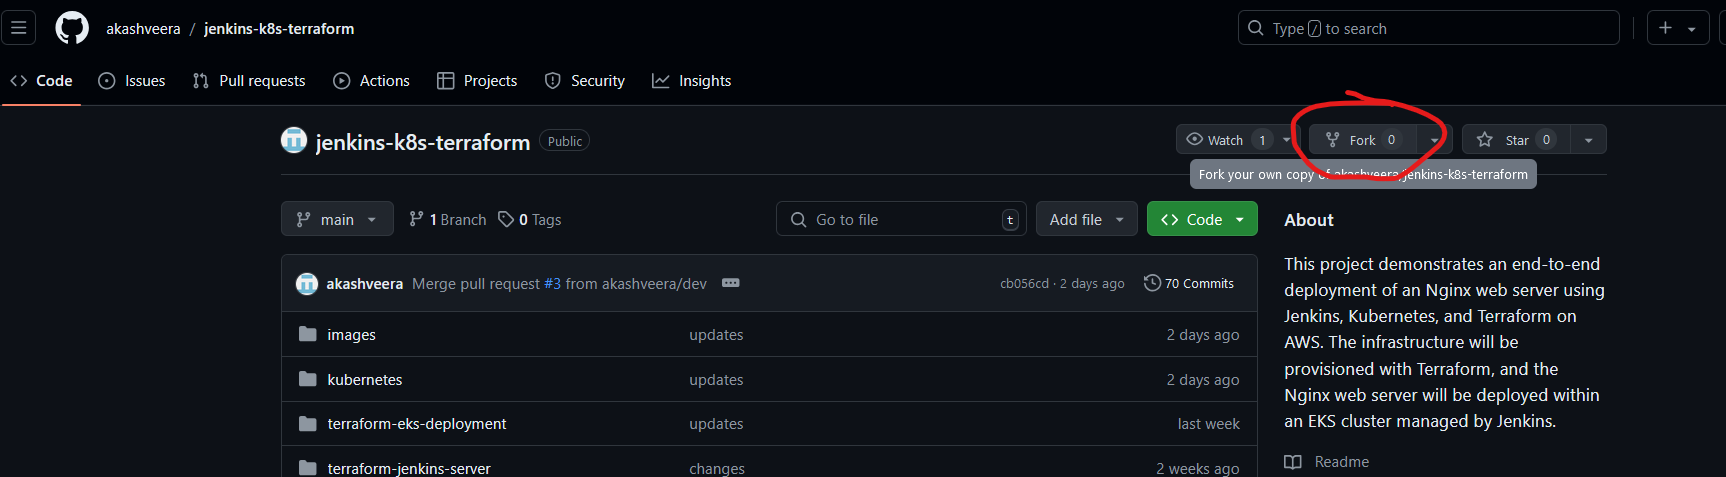 akashveera / jenkins-k8s-terraform
Type / to search
Code Issues Pull requests Actions Projects Security Insights
jenkins-k8s-terraform Public
Watch 1 Fork 0 Star 0
Fork your own copy of akashveera/jenkins-k8s-terraform
main 1 Branch 0 Tags Go to file t Add file Code
About
This project demonstrates an end-to-end
deployment of an Nginx web server using
Jenkins, Kubernetes, and Terraform on
AWS. The infrastructure will be
provisioned with Terraform, and the
Nginx web server will be deployed within
an EKS cluster managed by Jenkins.
Readme
akashveera Merge pull request #3 from akashveera/dev cb056cd · 2 days ago 70 Commits
images updates 2 days ago
kubernetes updates 2 days ago
terraform-eks-deployment updates last week
terraform-jenkins-server changes 2 weeks ago